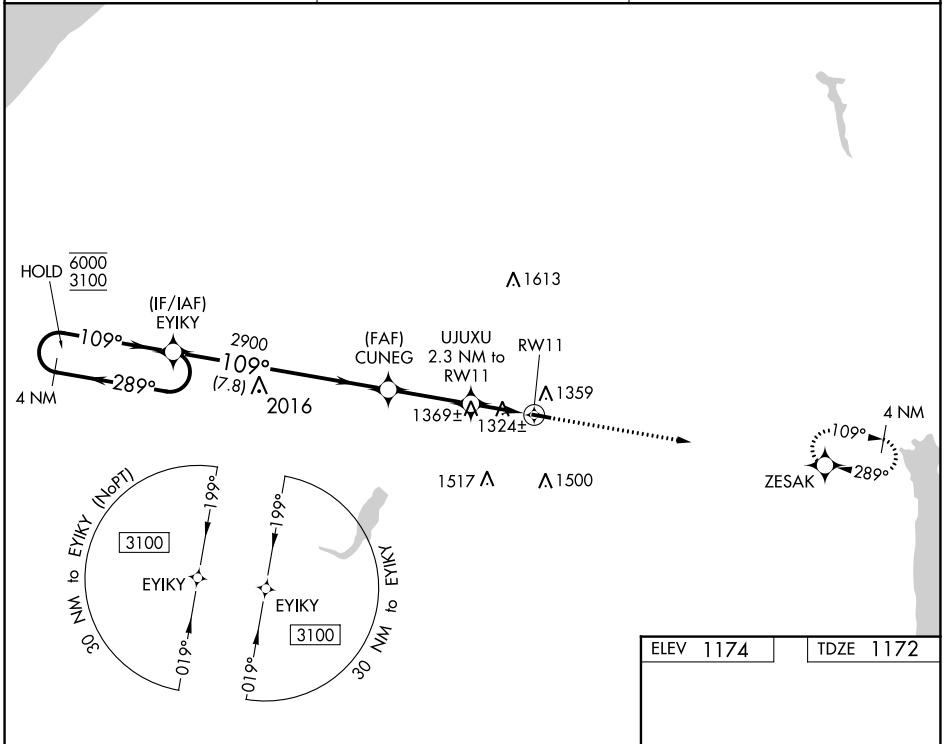 HOLD 6000
3100
109°
289°
4 NM
(IF/IAF)
EYIKY
2900
109°
(7.8)
2016
(FAF)
CUNEG
UJUXU
2.3 NM to
RW11
RW11
1613
1359
1369±
1324±
1517
1500
4 NM
109°
289°
ZESAK
30 NM to EYIKY (NoPT)
199°
3100
EYIKY
019°
199°
EYIKY
3100
019°
30 NM to EYIKY
ELEV 1174
TDZE 1172